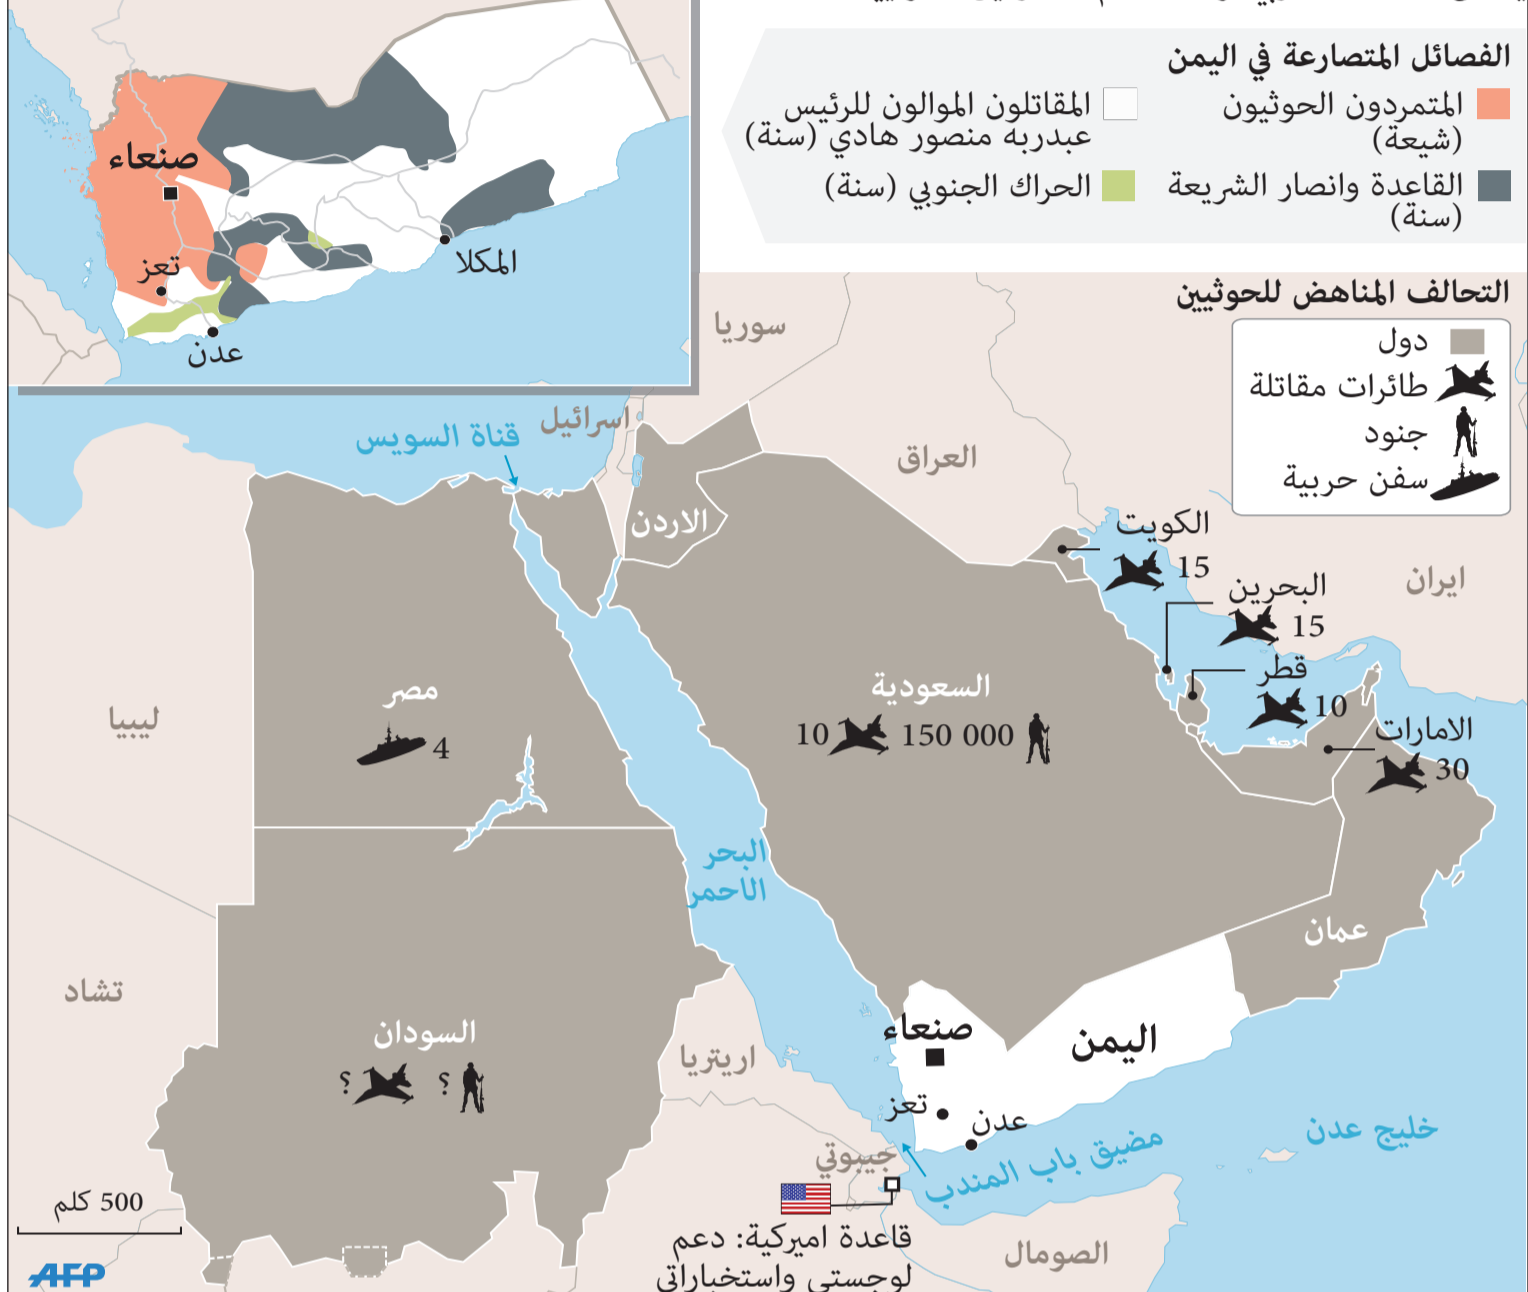 الفصائل المتصارعة في اليمن
المتمردون الحوثيون
(شيعة)
المقاتلون الموالون للرئيس
عبدربه منصور هادي (سنة)
القاعدة وانصار الشريعة
(سنة)
الحراك الجنوبي (سنة)
صنعاء
تعز
المكلا
عدن
التحالف المناهض للحوثيين
دول
طائرات مقاتلة
جنود
سفن حربية
سوريا
اسرائيل
قناة السويس
العراق
الاردن
الكويت
15
ايران
البحرين
15
قطر
10
الامارات
30
السعودية
150 000
10
مصر
4
ليبيا
البحر
الاحمر
عمان
تشاد
السودان
؟
؟
اريتريا
صنعاء
اليمن
تعز
عدن
خليج عدن
مضيق باب المندب
جيبوتي
قاعدة اميركية: دعم
لوجستي واستخباراتي
الصومال
500 كلم
AFP